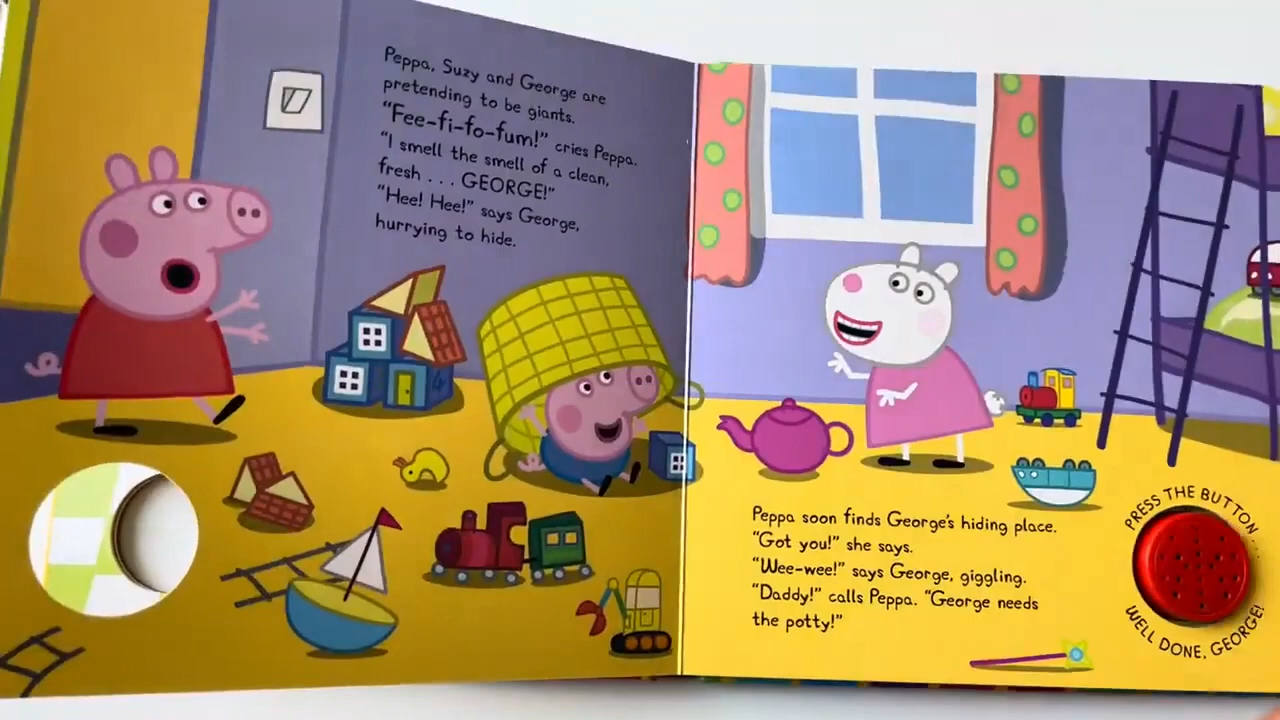 Peppa, Suzy and George are
pretending to be giants.
"Fee-fi-fo-fum!" cries Peppa.
"I smell the smell of a clean,
fresh . . . GEORGE!"
"Hee! Hee!" says George,
hurrying to hide.
Peppa soon finds George's hiding place.
"Got you!" she says.
"Wee-wee!" says George, giggling.
"Daddy!" calls Peppa. "George needs
the potty!"
PRESS THE BUTTON . . .
WELL DONE, GEORGE!